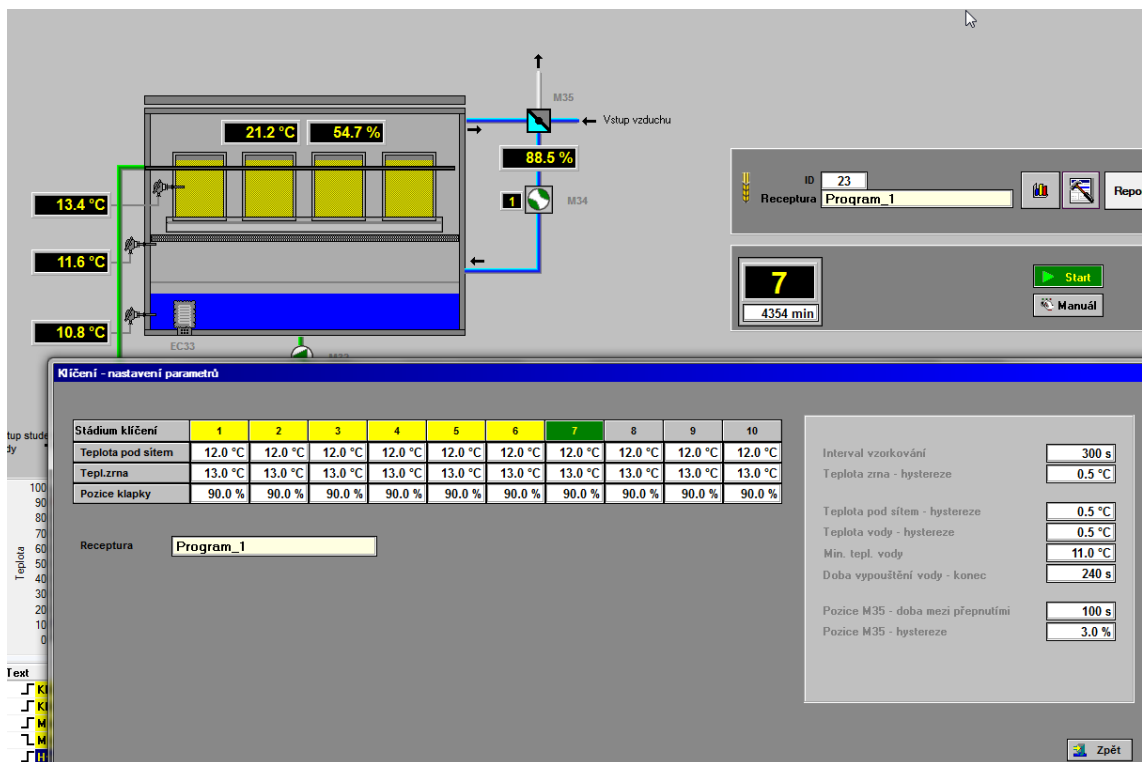 M35
Vstup vzduchu
21.2 °C 54.7 %
88.5 %
1 M34
13.4 °C
11.6 °C
10.8 °C
EC33
ID 23
Receptura Program_1
Repo
7
4354 min
Start
Manuál
Klíčení - nastavení parametrů
Stádium klíčení 1 2 3 4 5 6 7 8 9 10
Teplota pod sítem 12.0 °C 12.0 °C 12.0 °C 12.0 °C 12.0 °C 12.0 °C 12.0 °C 12.0 °C 12.0 °C 12.0 °C
Tepl.zrna 13.0 °C 13.0 °C 13.0 °C 13.0 °C 13.0 °C 13.0 °C 13.0 °C 13.0 °C 13.0 °C 13.0 °C
Pozice klapky 90.0 % 90.0 % 90.0 % 90.0 % 90.0 % 90.0 % 90.0 % 90.0 % 90.0 % 90.0 %
Receptura Program_1
Interval vzorkování 300 s
Teplota zrna - hystereze 0.5 °C
Teplota pod sítem - hystereze 0.5 °C
Teplota vody - hystereze 0.5 °C
Min. tepl. vody 11.0 °C
Doba vypouštění vody - konec 240 s
Pozice M35 - doba mezi přepnutími 100 s
Pozice M35 - hystereze 3.0 %
Zpět
tup stude
dy
Teplota
100
90
80
70
60
50
40
30
20
10
0
Text
Kl
Kl
M
M
H